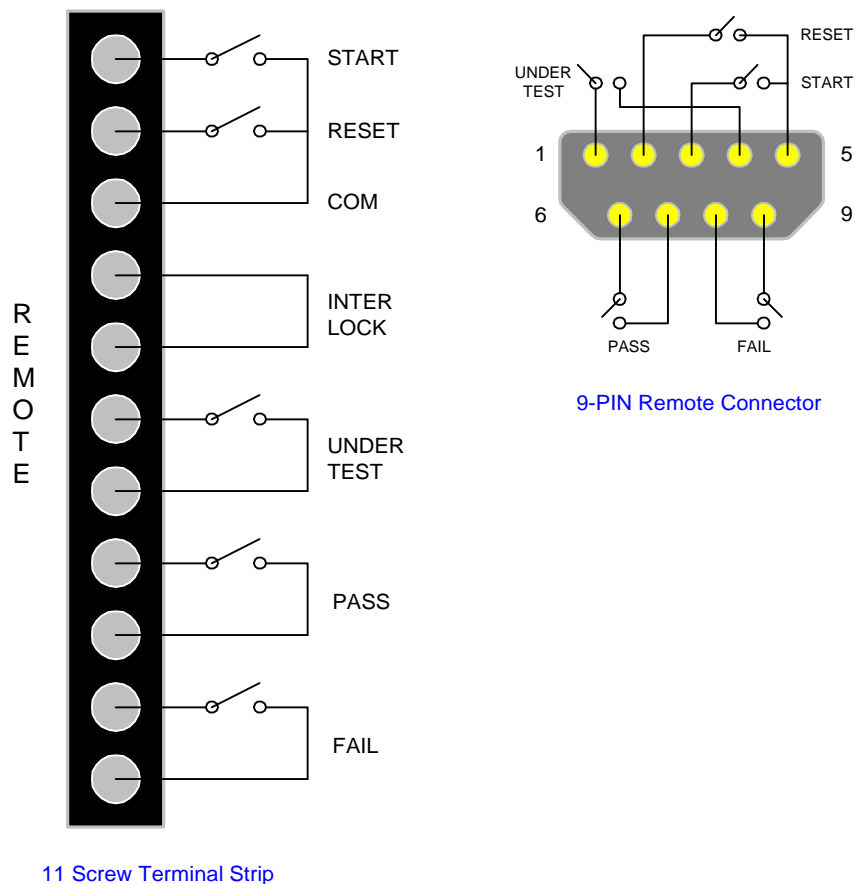 REMOTE
START
RESET
COM
INTER
LOCK
UNDER
TEST
PASS
FAIL
11 Screw Terminal Strip
RESET
START
UNDER
TEST
1
5
6
9
PASS
FAIL
9-PIN Remote Connector